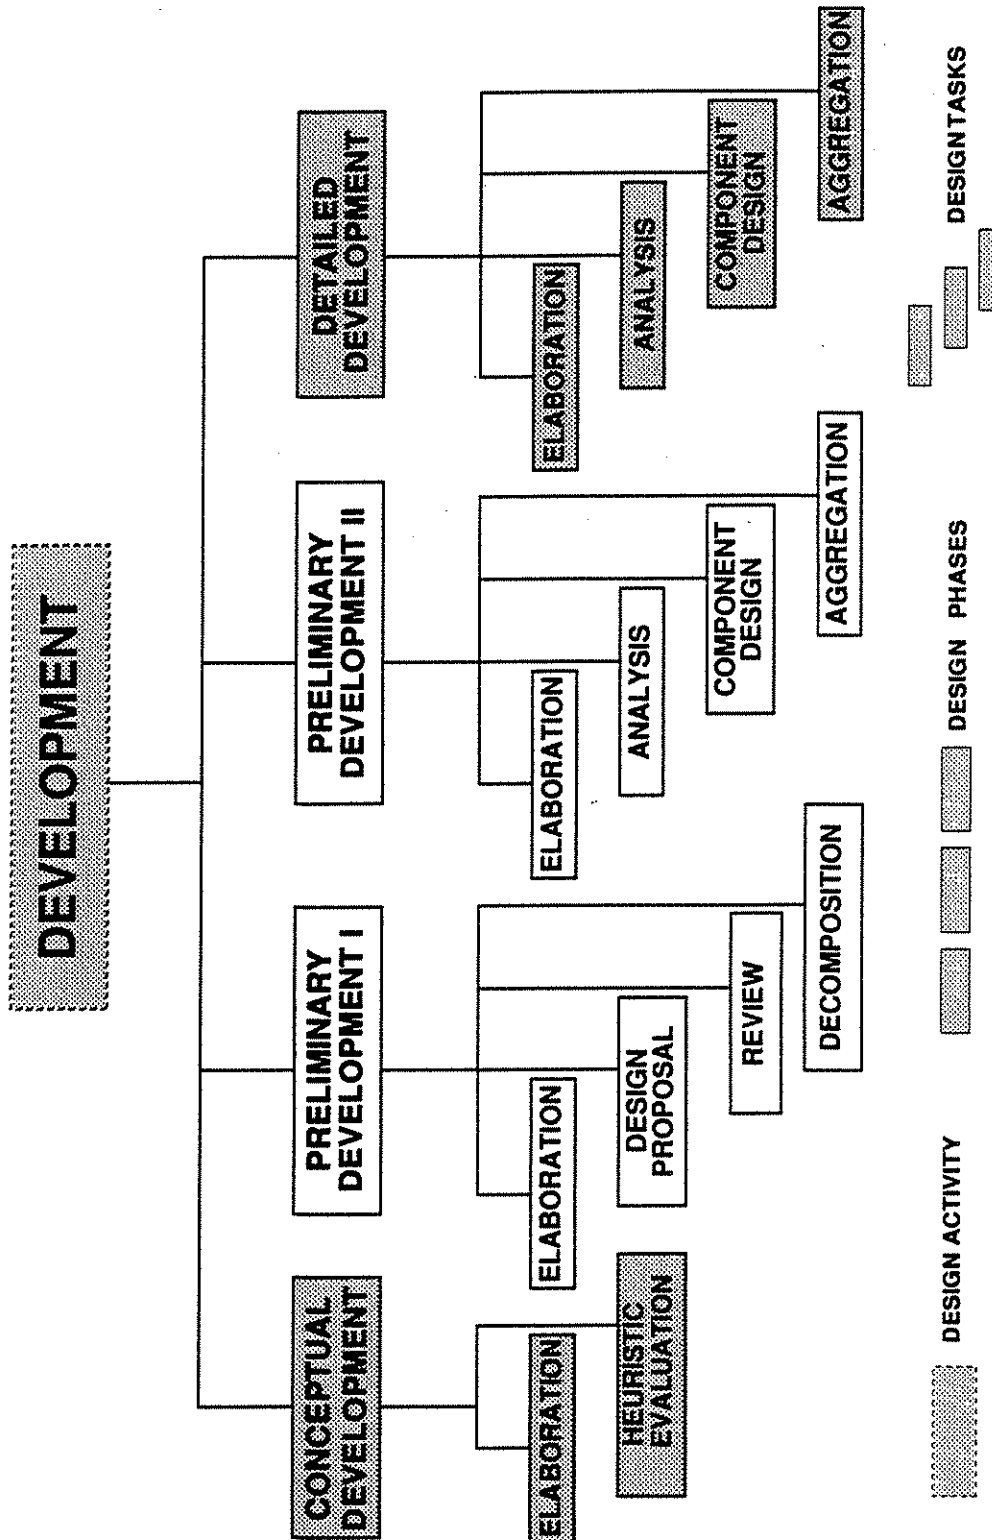 DEVELOPMENT
CONCEPTUAL
DEVELOPMENT
PRELIMINARY
DEVELOPMENT I
PRELIMINARY
DEVELOPMENT II
DETAILED
DEVELOPMENT
ELABORATION
HEURISTIC
EVALUATION
ELABORATION
DESIGN
PROPOSAL
REVIEW
DECOMPOSITION
ELABORATION
ANALYSIS
COMPONENT
DESIGN
AGGREGATION
ELABORATION
ANALYSIS
COMPONENT
DESIGN
AGGREGATION
DESIGN ACTIVITY
DESIGN PHASES
DESIGN TASKS